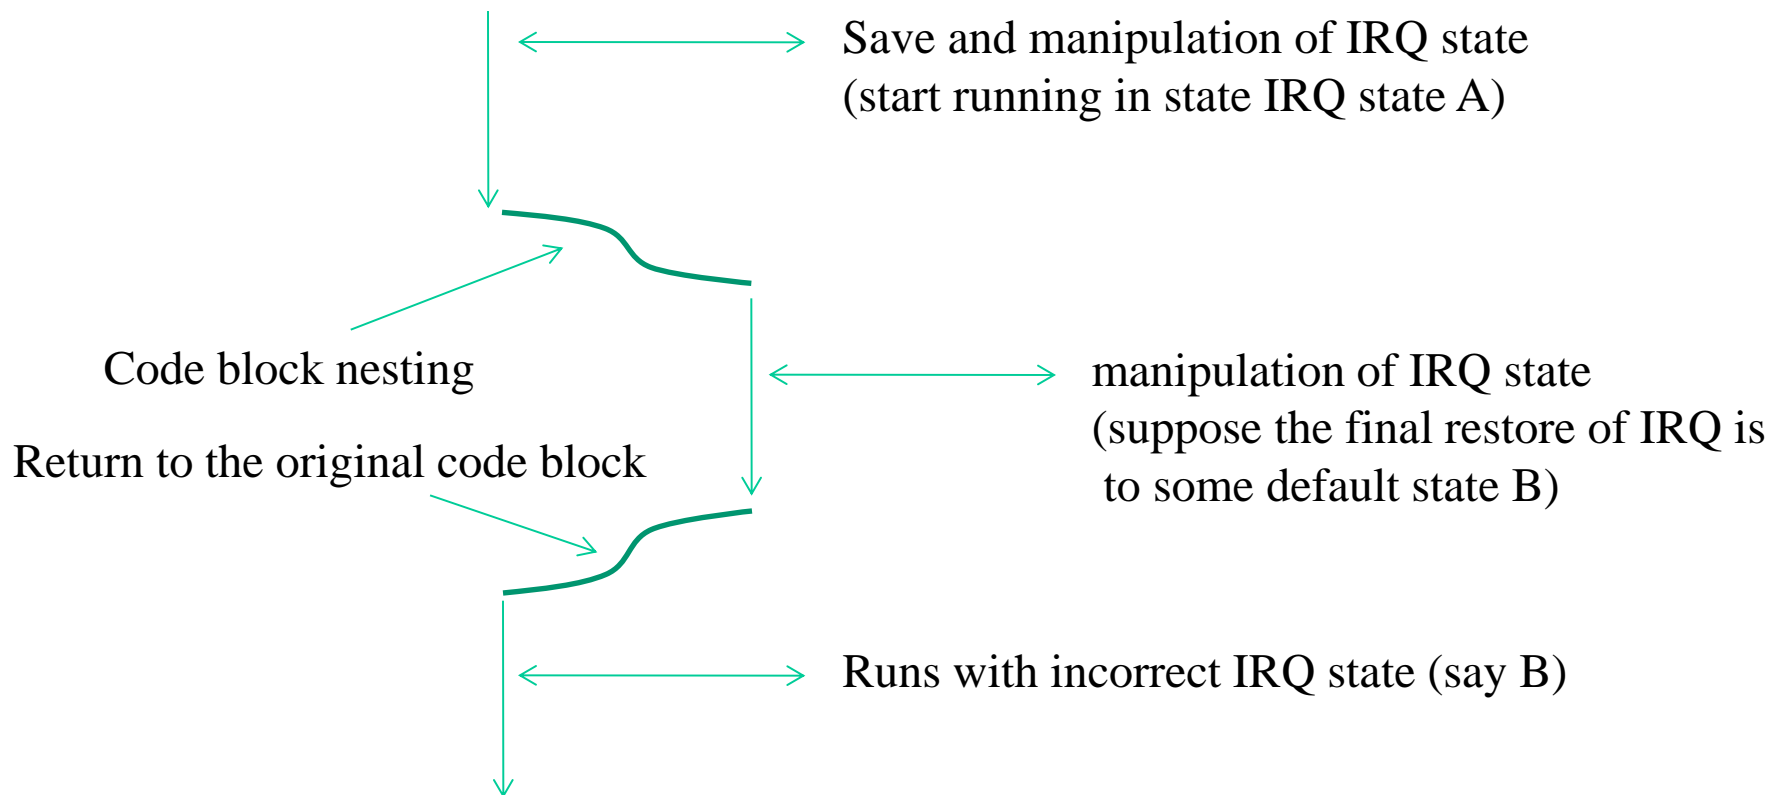 Save and manipulation of IRQ state
(start running in state IRQ state A)
Code block nesting
manipulation of IRQ state
(suppose the final restore of IRQ is
to some default state B)
Return to the original code block
Runs with incorrect IRQ state (say B)